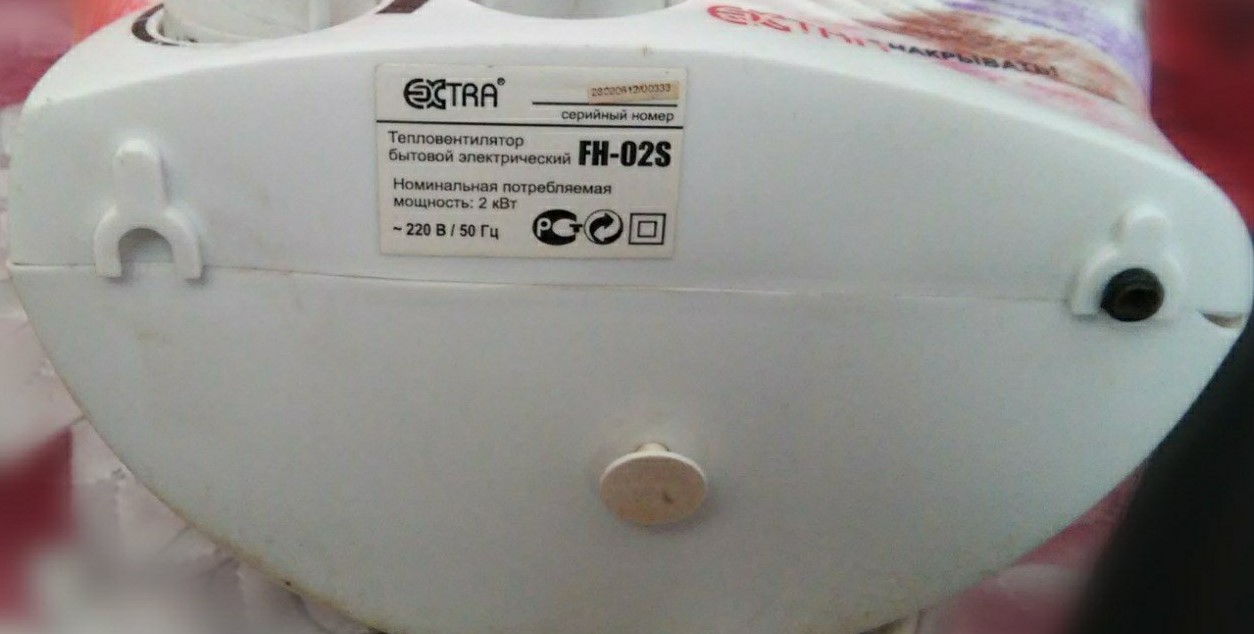 EXTRA®
серийный номер
Тепловентилятор
бытовой электрический FH-02S
Номинальная потребляемая
мощность: 2 кВт
~ 220 В / 50 Гц
НАКРЫВАТЬ!